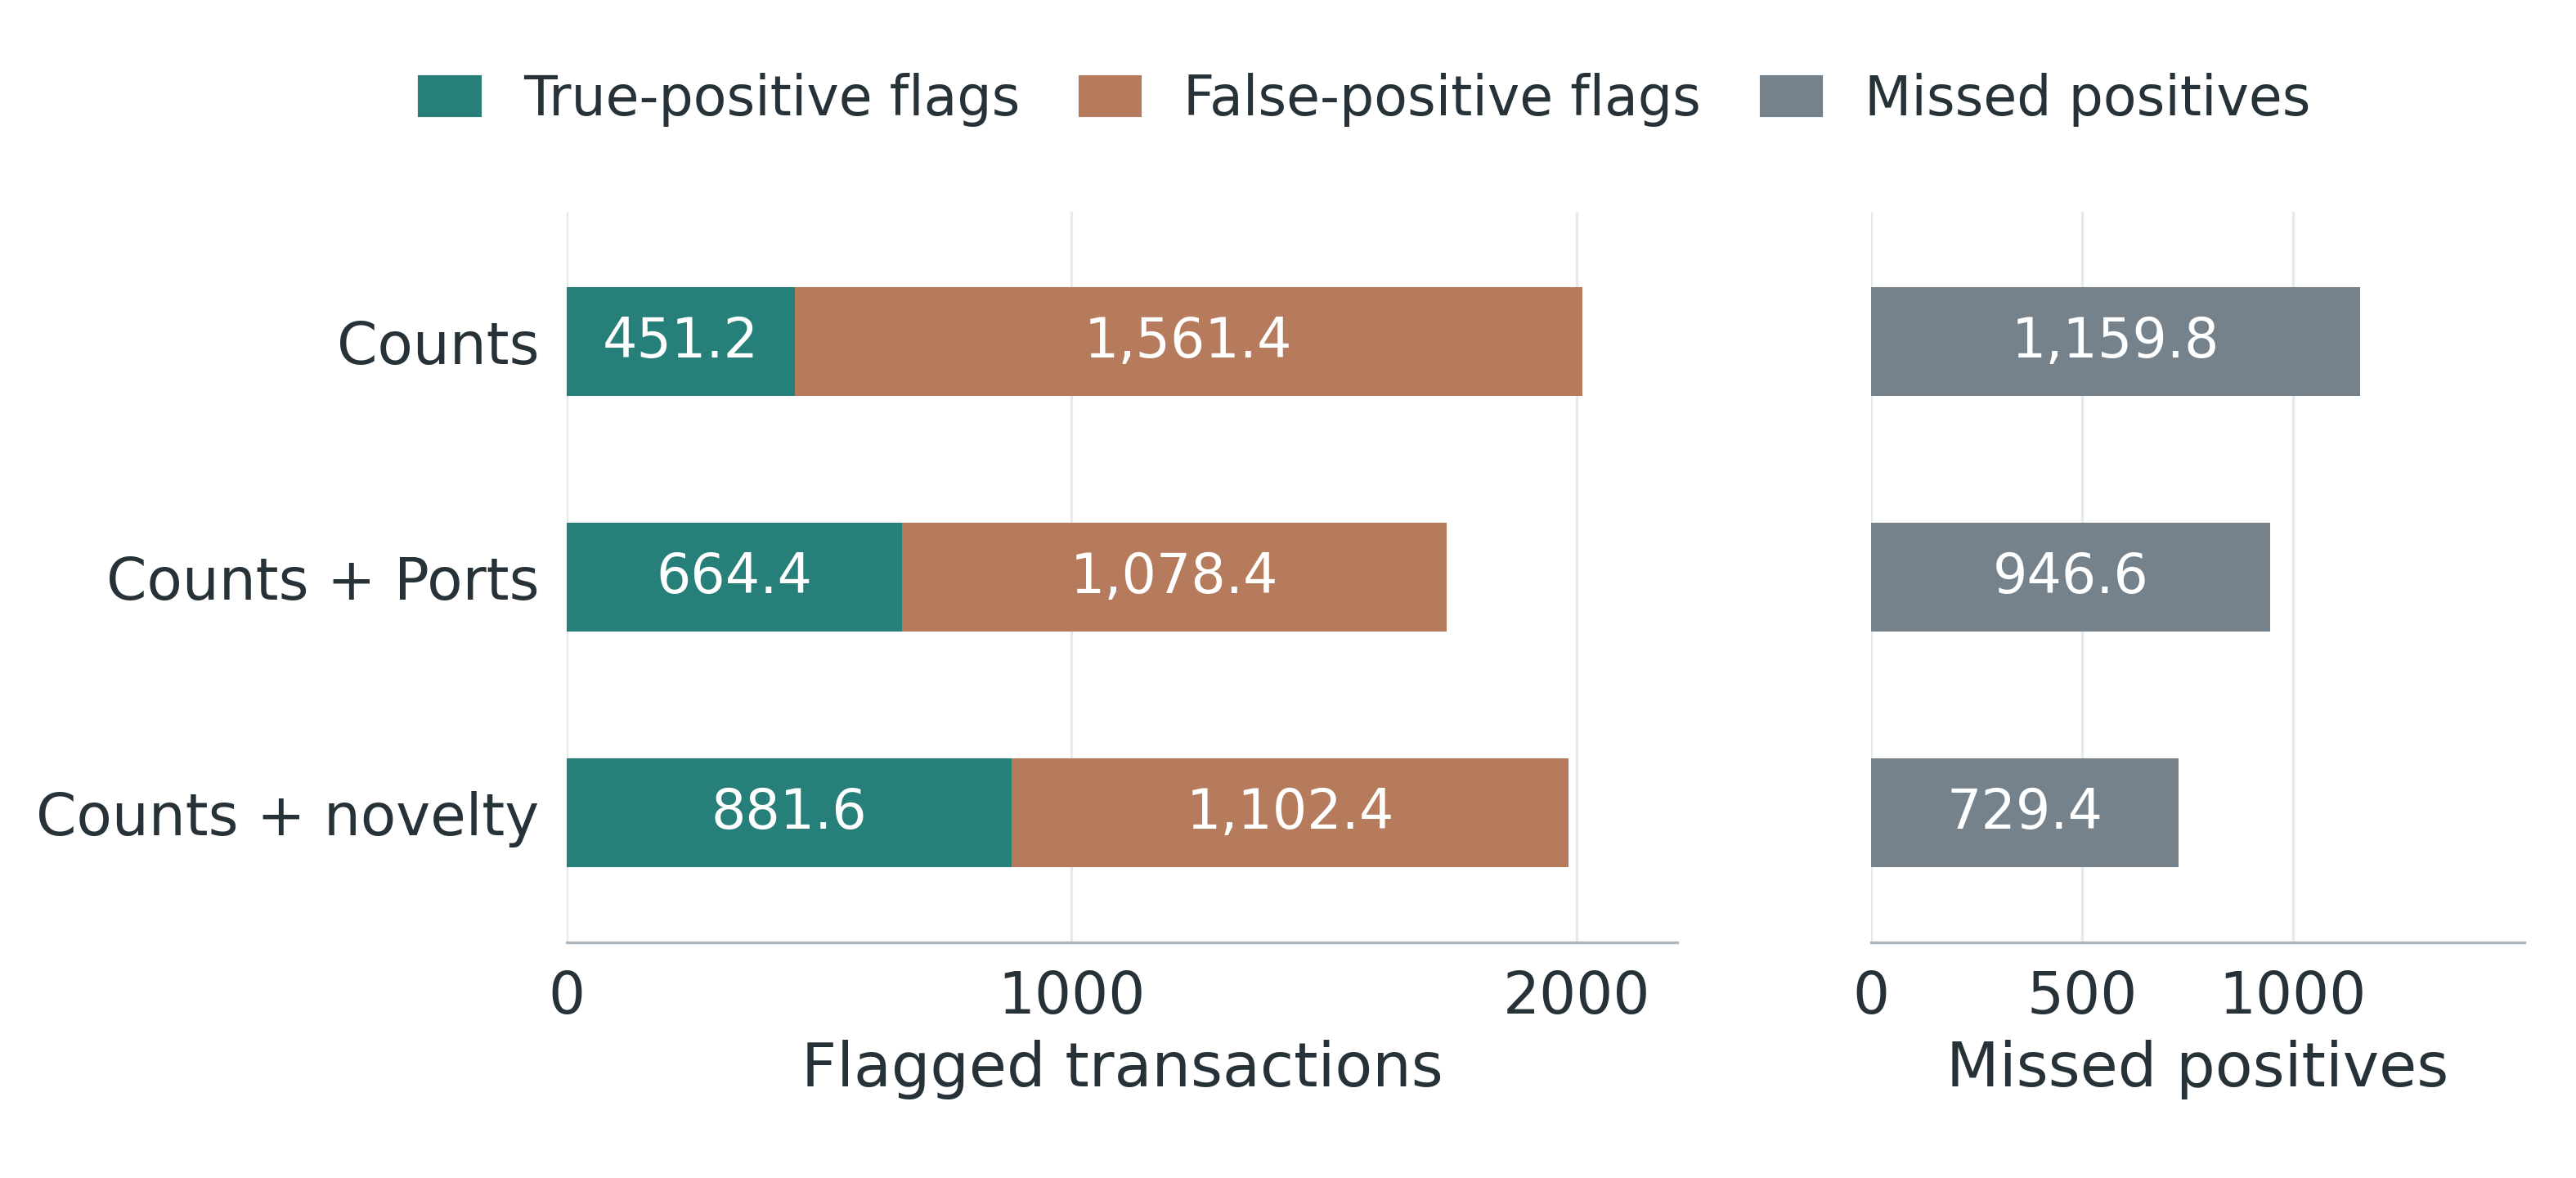 True-positive flags False-positive flags Missed positives
Counts 451.2 1,561.4 1,159.8
Counts + Ports 664.4 1,078.4 946.6
Counts + novelty 881.6 1,102.4 729.4
0 1000 2000 0 500 1000
Flagged transactions Missed positives